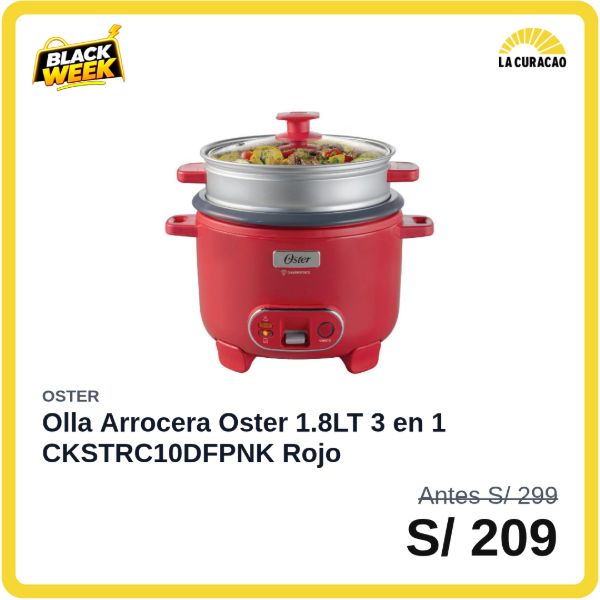 BLACK
WEEK
LA CURACAO
Oster
OSTER
Olla Arrocera Oster 1.8LT 3 en 1
CKSTRC10DFPNK Rojo
Antes S/ 299
S/ 209